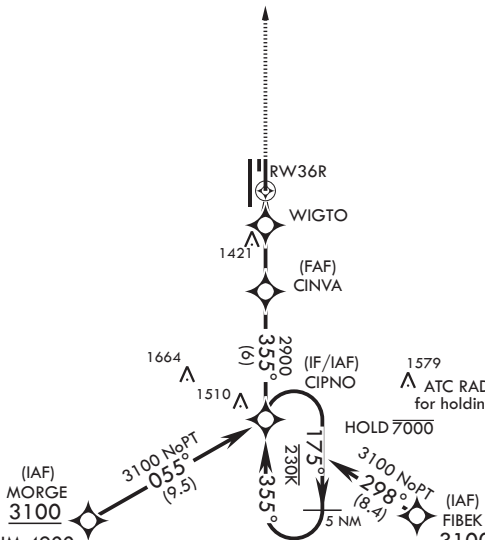 RW36R
WIGTO
1421
(FAF)
CINVA
2900
355°
(6)
(IF/IAF)
CIPNO
1664
1510
1579
ATC RAD
for holdin
HOLD 7000
175°
230K
355°
5 NM
3100 NoPT
055°
(9.5)
3100 NoPT
298°
(8.4)
(IAF)
MORGE
3100
(IAF)
FIBEK